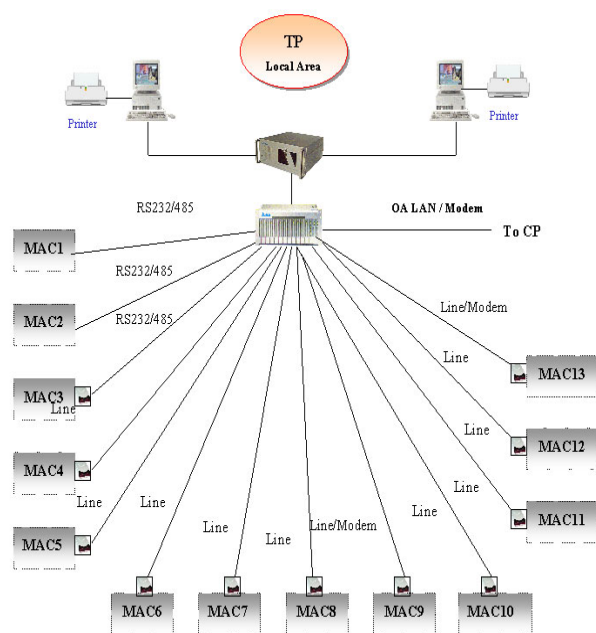 TP
Local Area
Printer
Printer
RS232/485
OA LAN / Modem
To CP
MAC1
RS232/485
MAC2
RS232/485
Line/Modem
Line
MAC13
MAC3
Line
Line
MAC12
MAC4
Line
Line
Line
Line
MAC11
MAC5
Line
Line
Line/Modem
Line
MAC6
MAC7
MAC8
MAC9
MAC10